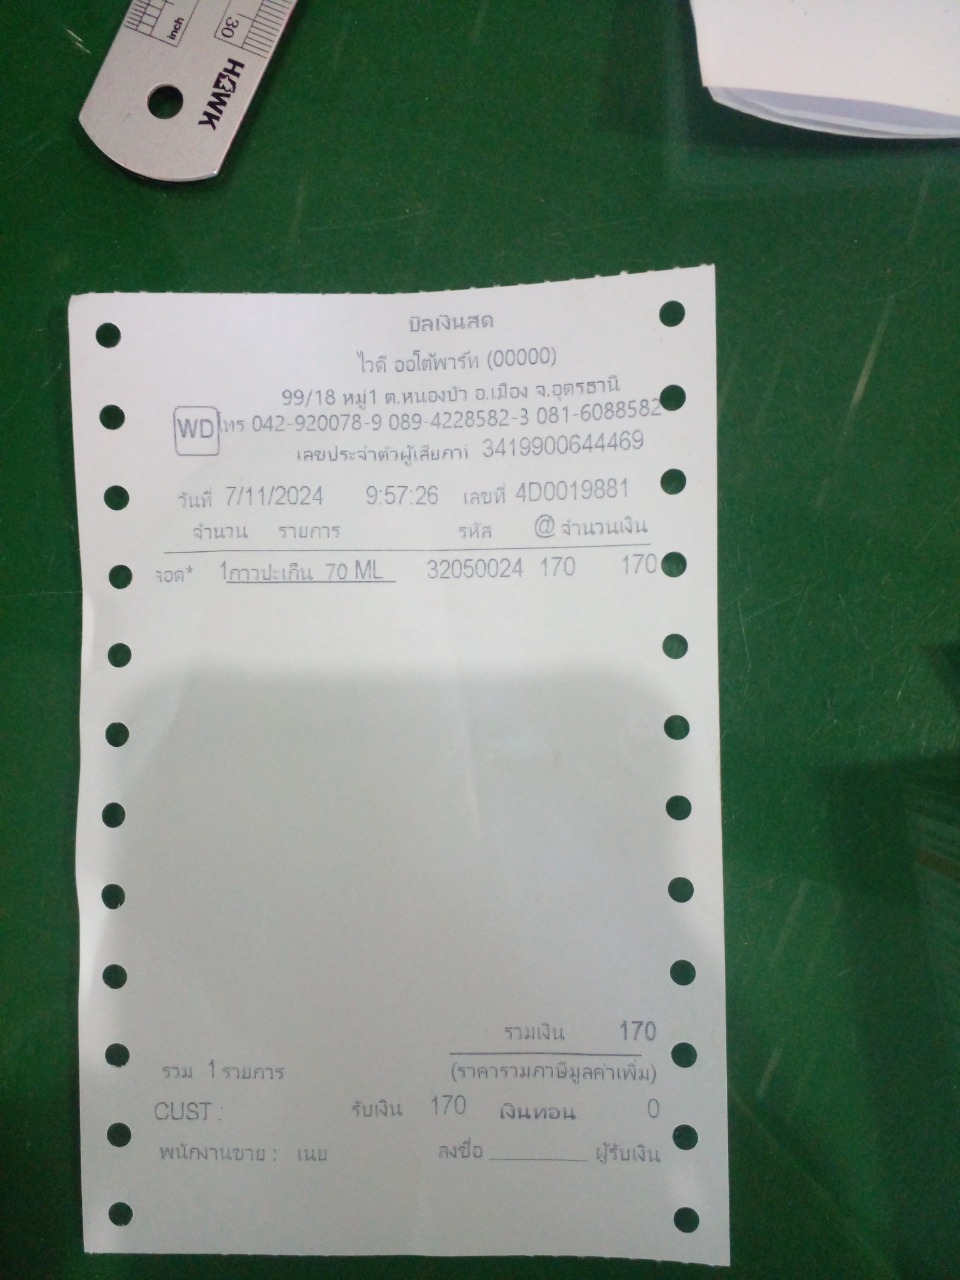 inch
30
HAWK
บิลเงินสด
ไวดี ออโต้พาร์ท (00000)
99/18 หมู่1 ต.หนองบัว อ.เมือง จ.อุดรธานี
WD โทร 042-920078-9 089-4228582-3 081-6088582
เลขประจำตัวผู้เสียภาษี 3419900644469
วันที่ 7/11/2024 9:57:26 เลขที่ 4D0019881
จำนวน รายการ รหัส @ จำนวนเงิน
1 กาวปะเก็น 70 ML 32050024 170 170
รวมเงิน 170
รวม 1 รายการ (ราคารวมภาษีมูลค่าเพิ่ม)
CUST : รับเงิน 170 เงินทอน 0
พนักงานขาย : เนย ลงชื่อ ________ ผู้รับเงิน